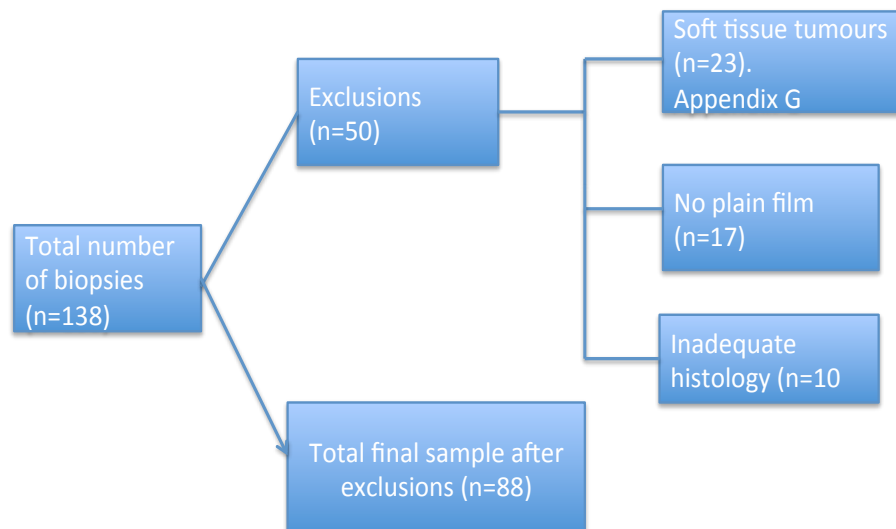 Soft tissue tumours
(n=23).
Appendix G
Exclusions
(n=50)
No plain film
(n=17)
Total number
of biopsies
(n=138)
Inadequate
histology (n=10
Total final sample after
exclusions (n=88)